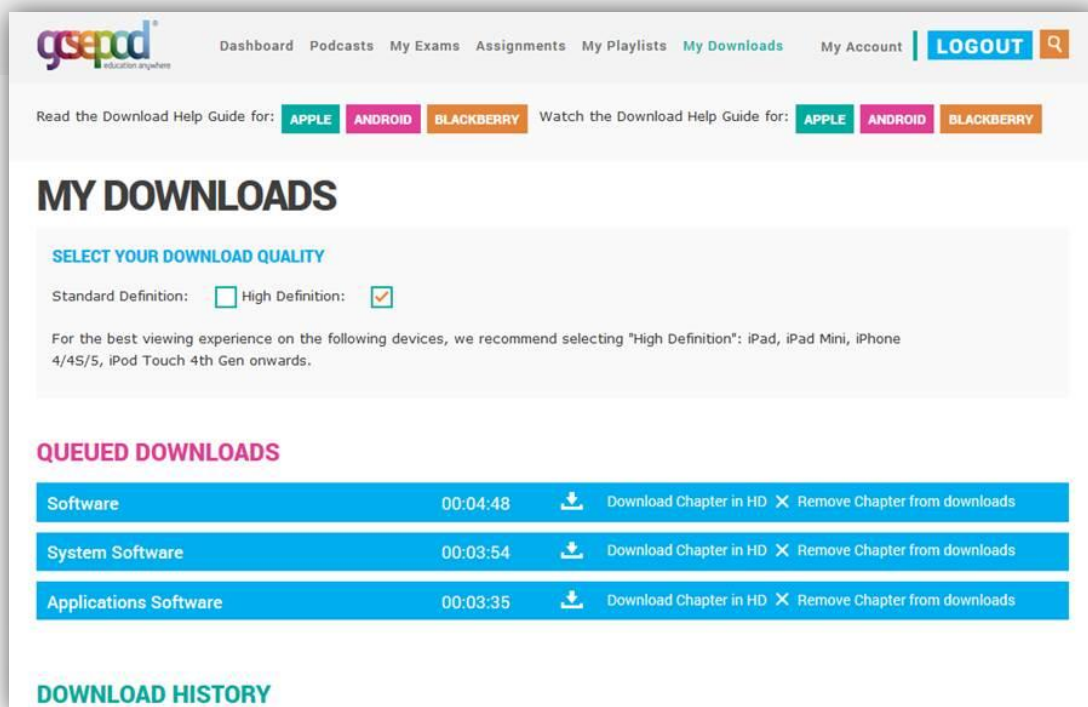 gcsepod®
education anywhere
Dashboard Podcasts My Exams Assignments My Playlists My Downloads My Account LOGOUT
Read the Download Help Guide for: APPLE ANDROID BLACKBERRY Watch the Download Help Guide for: APPLE ANDROID BLACKBERRY
MY DOWNLOADS
SELECT YOUR DOWNLOAD QUALITY
Standard Definition: High Definition:
For the best viewing experience on the following devices, we recommend selecting "High Definition": iPad, iPad Mini, iPhone
4/4S/5, iPod Touch 4th Gen onwards.
QUEUED DOWNLOADS
Software 00:04:48 Download Chapter in HD Remove Chapter from downloads
System Software 00:03:54 Download Chapter in HD Remove Chapter from downloads
Applications Software 00:03:35 Download Chapter in HD Remove Chapter from downloads
DOWNLOAD HISTORY